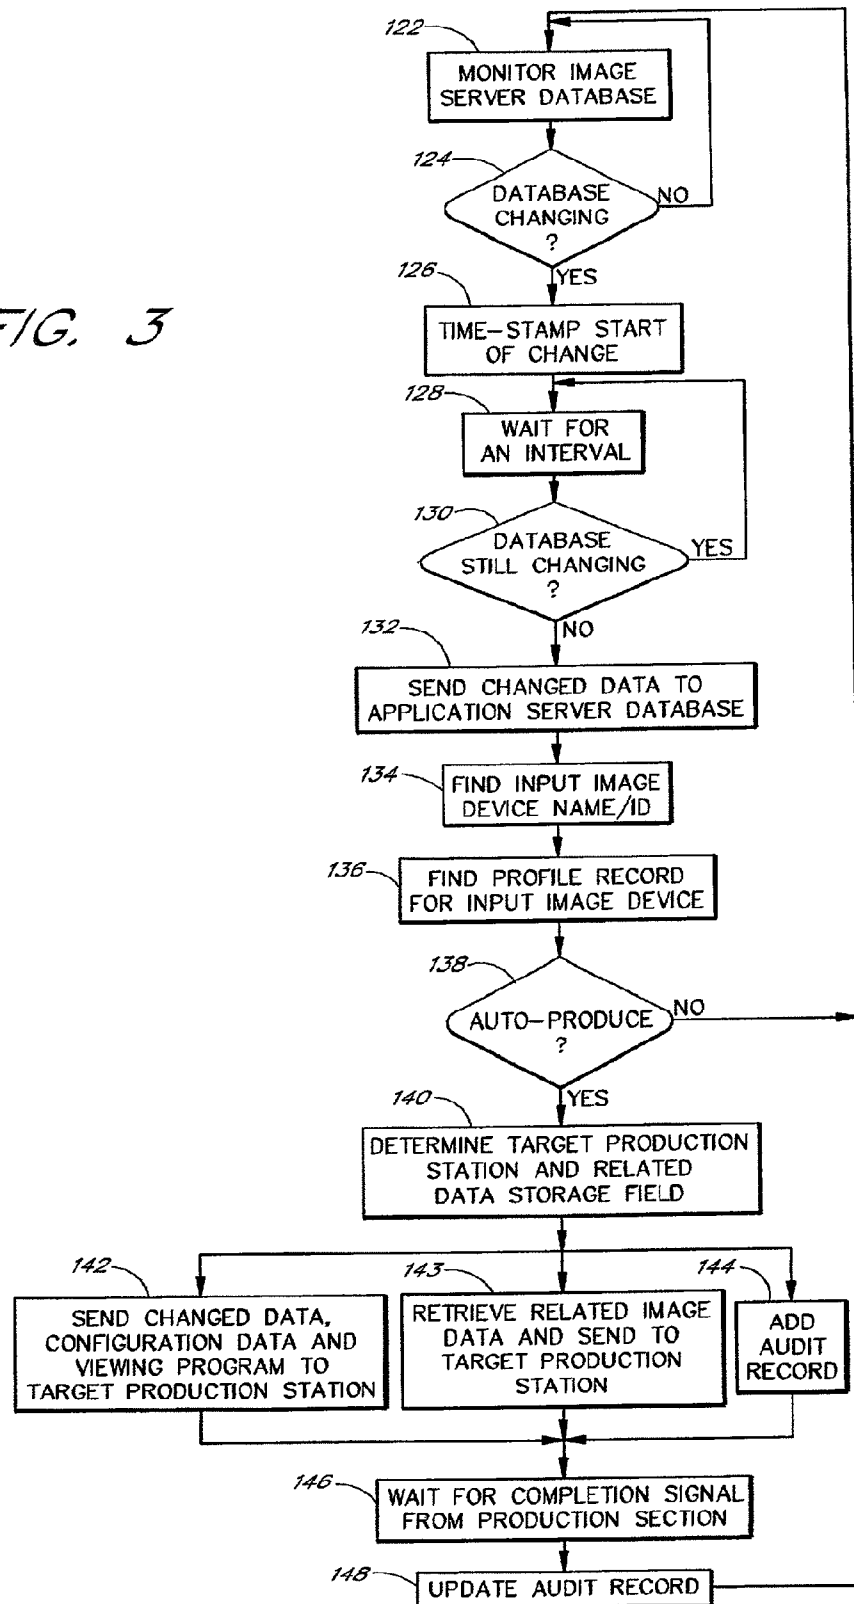 122
MONITOR IMAGE
SERVER DATABASE
124
DATABASE
CHANGING
?
NO
YES
126
FIG. 3
TIME-STAMP START
OF CHANGE
128
WAIT FOR
AN INTERVAL
130
DATABASE
STILL CHANGING
?
YES
NO
132
SEND CHANGED DATA TO
APPLICATION SERVER DATABASE
134
FIND INPUT IMAGE
DEVICE NAME/ID
136
FIND PROFILE RECORD
FOR INPUT IMAGE DEVICE
138
AUTO-PRODUCE
?
NO
YES
140
DETERMINE TARGET PRODUCTION
STATION AND RELATED
DATA STORAGE FIELD
142
SEND CHANGED DATA,
CONFIGURATION DATA AND
VIEWING PROGRAM TO
TARGET PRODUCTION STATION
143
RETRIEVE RELATED IMAGE
DATA AND SEND TO
TARGET PRODUCTION
STATION
144
ADD
AUDIT
RECORD
146
WAIT FOR COMPLETION SIGNAL
FROM PRODUCTION SECTION
148
UPDATE AUDIT RECORD